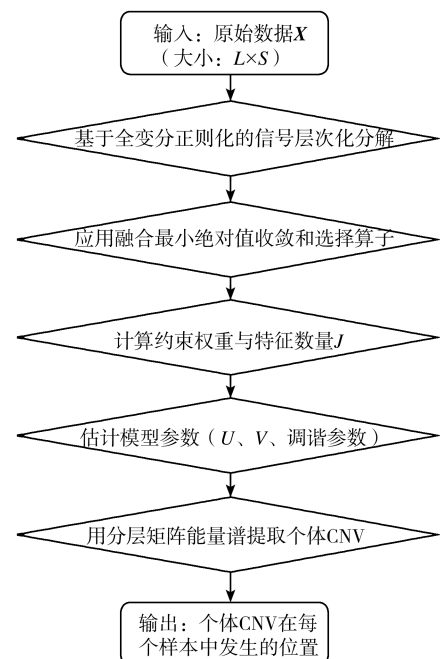 输入：原始数据X
（大小：L×S）
基于全变分正则化的信号层次化分解
应用融合最小绝对值收敛和选择算子
计算约束权重与特征数量J
估计模型参数（U、V、调谐参数）
用分层矩阵能量谱提取个体CNV
输出：个体CNV在每
个样本中发生的位置